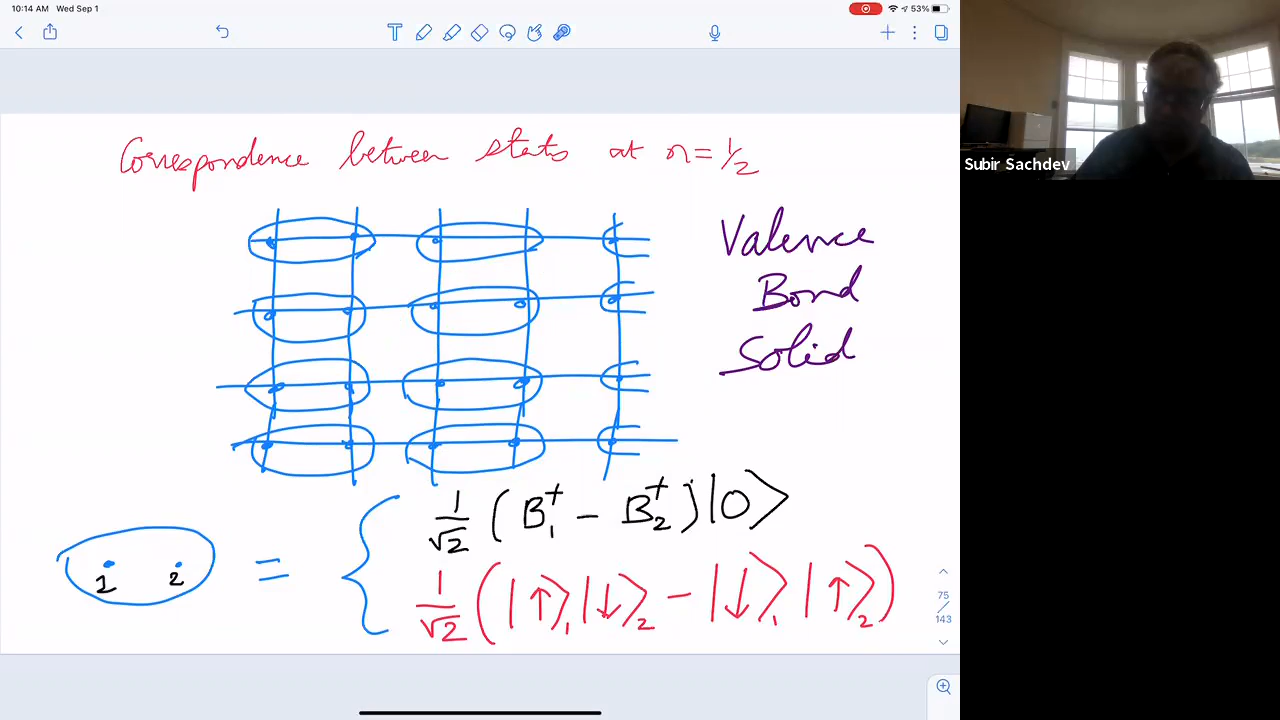 10:14 AM Wed Sep 1
53%
T
Correspondence between states at n=1/2
Valence
Bond
Solid
1/√2 (B₁† - B₂†)|0⟩
1 2 =
1/√2 (|↑⟩₁|↓⟩₂ - |↓⟩₁|↑⟩₂)
75
/
143
Subir Sachdev